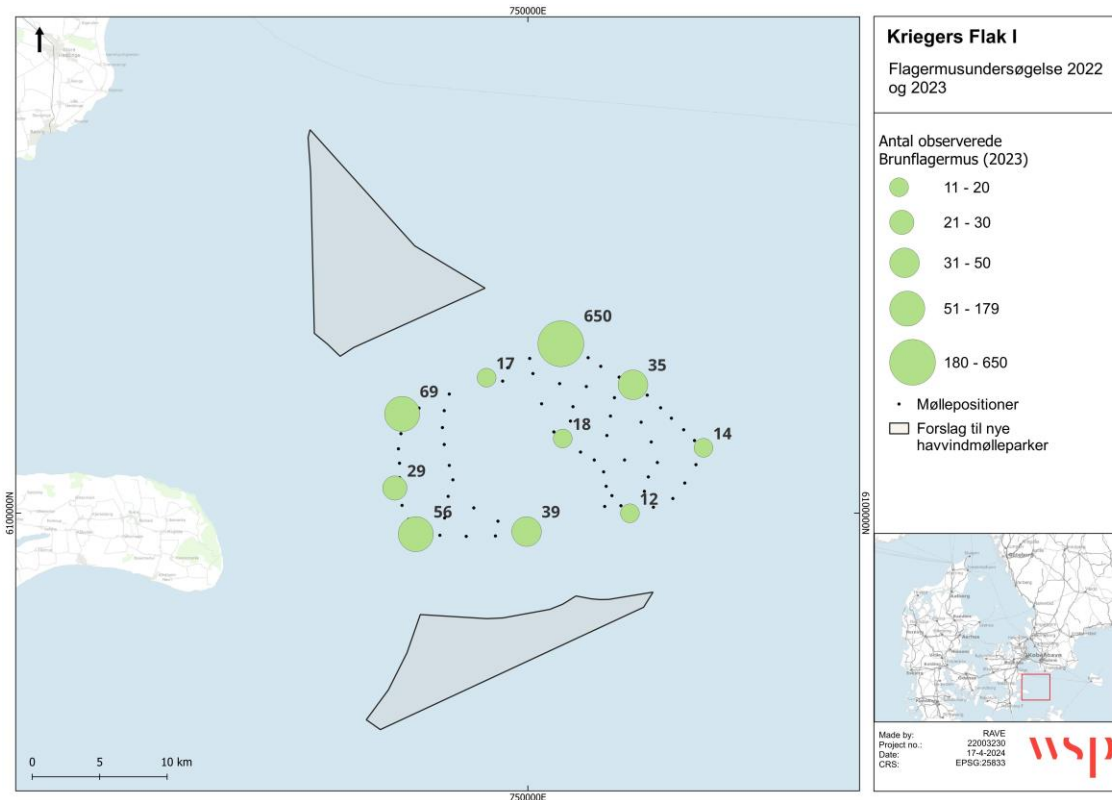 750000E
Kriegers Flak I
Flagermusundersøgelse 2022
og 2023
Antal observerede
Brunflagermus (2023)
11 - 20
21 - 30
31 - 50
51 - 179
180 - 650
Møllepositioner
Forslag til nye
havvindmølleparker
650
17
35
69
18
14
29
12
56
39
6100000N
6100000N
0 5 10 km
750000E
Made by: RAVE
Project no.: 22003230
Date: 17-4-2024
CRS: EPSG:25833
wsp